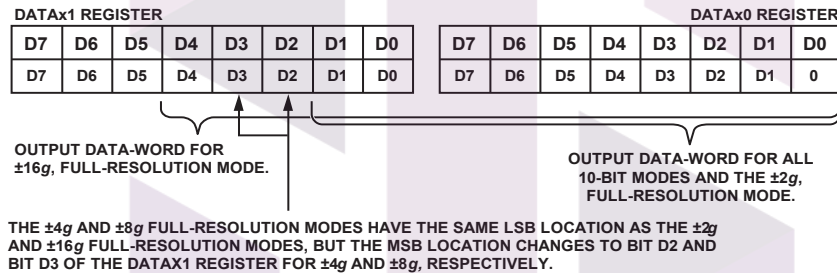 DATAx1 REGISTER
DATAx0 REGISTER
D7 D6 D5 D4 D3 D2 D1 D0 D7 D6 D5 D4 D3 D2 D1 D0
D7 D6 D5 D4 D3 D2 D1 D0 D7 D6 D5 D4 D3 D2 D1 0
OUTPUT DATA-WORD FOR
±16g, FULL-RESOLUTION MODE.
OUTPUT DATA-WORD FOR ALL
10-BIT MODES AND THE ±2g,
FULL-RESOLUTION MODE.
THE ±4g AND ±8g FULL-RESOLUTION MODES HAVE THE SAME LSB LOCATION AS THE ±2g
AND ±16g FULL-RESOLUTION MODES, BUT THE MSB LOCATION CHANGES TO BIT D2 AND
BIT D3 OF THE DATAX1 REGISTER FOR ±4g AND ±8g, RESPECTIVELY.